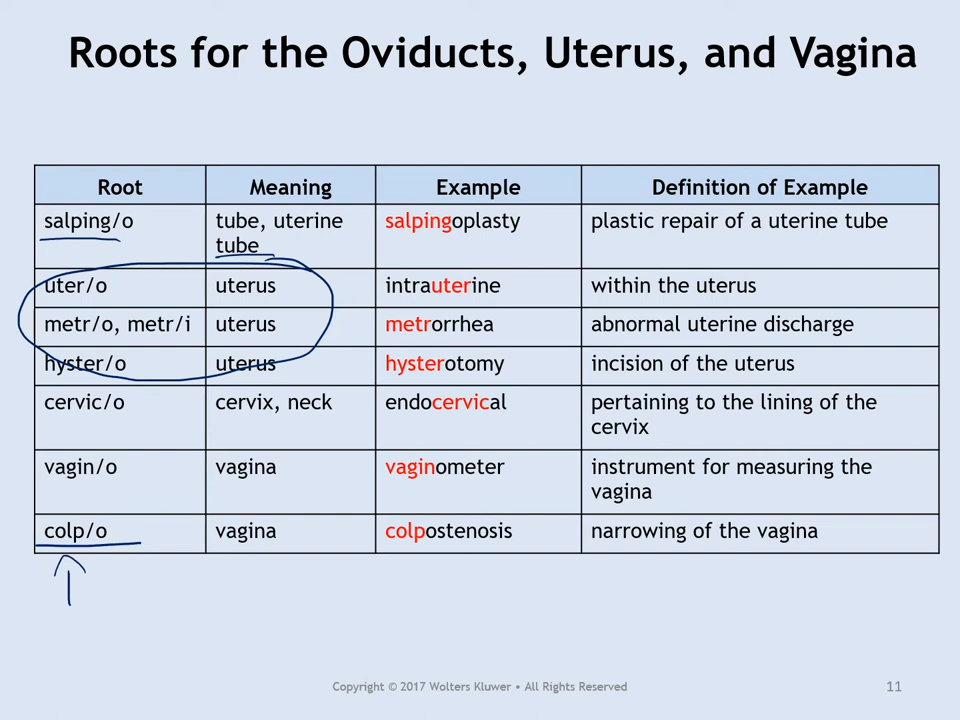 Roots for the Oviducts, Uterus, and Vagina
Root Meaning Example Definition of Example
salping/o tube, uterine tube salpingoplasty plastic repair of a uterine tube
uter/o uterus intrauterine within the uterus
metr/o, metr/i uterus metrorrhea abnormal uterine discharge
hyster/o uterus hysterotomy incision of the uterus
cervic/o cervix, neck endocervical pertaining to the lining of the cervix
vagin/o vagina vaginometer instrument for measuring the vagina
colp/o vagina colpostenosis narrowing of the vagina
Copyright © 2017 Wolters Kluwer • All Rights Reserved 11